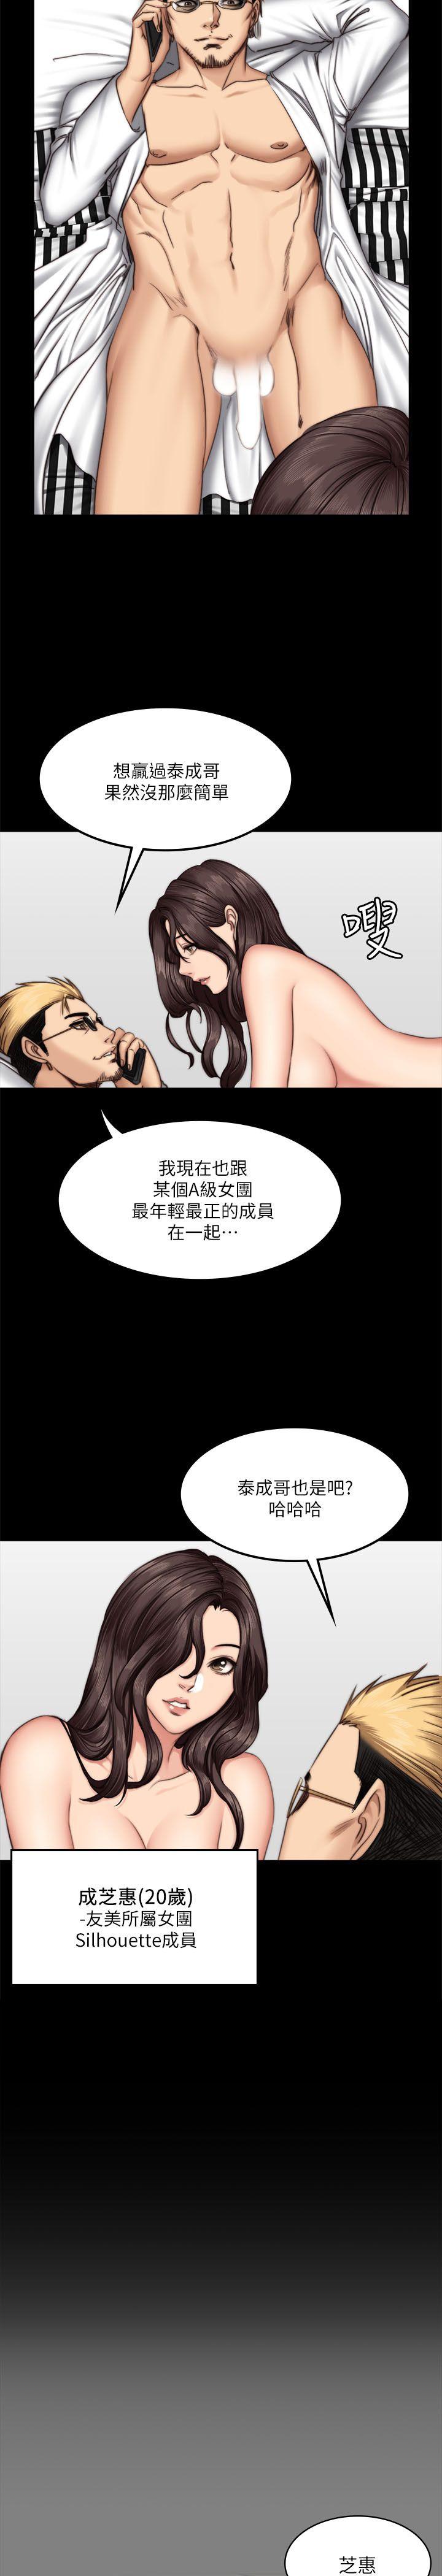 想贏過泰成哥
果然沒那麼簡單
嗖
我現在也跟
某個A級女團
最年輕最正的成員
在一起⋯
泰成哥也是吧?
哈哈哈
成芝惠(20歲)
-友美所屬女團
Silhouette成員
芝惠